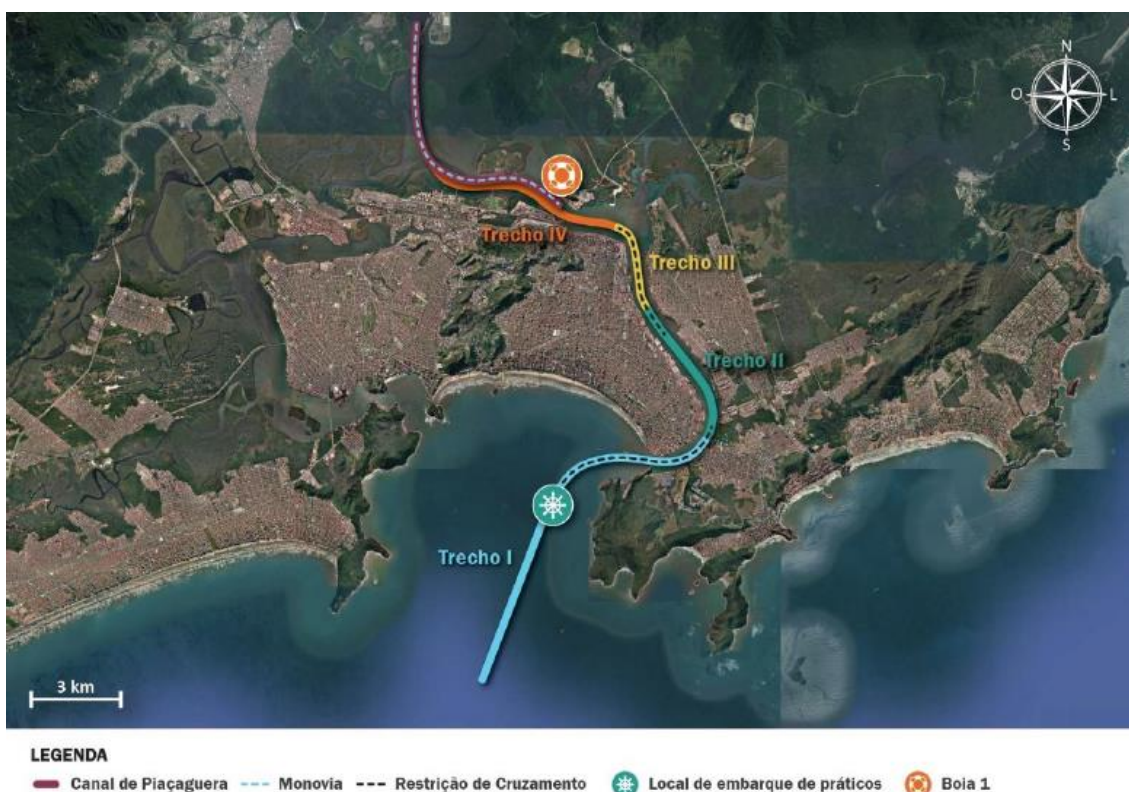 N
O
L
S
Trecho IV
Trecho III
Trecho II
Trecho I
3 km
LEGENDA
Canal de Piaçaguera Monovia Restrição de Cruzamento Local de embarque de práticos Boia 1